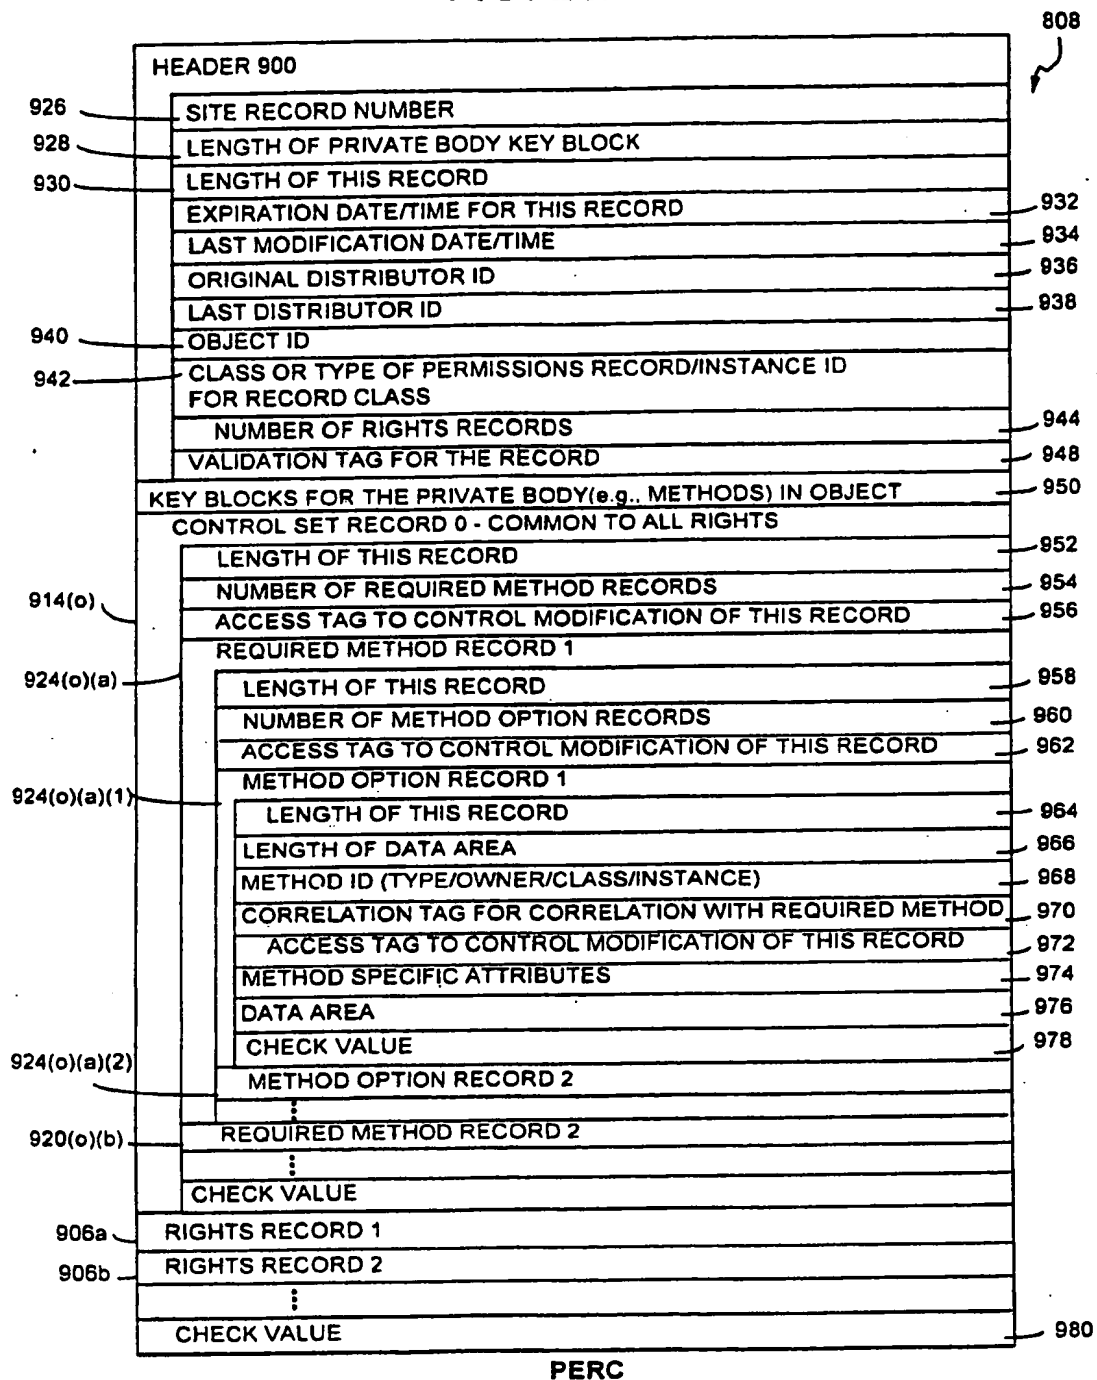 808
HEADER 900
926 SITE RECORD NUMBER
928 LENGTH OF PRIVATE BODY KEY BLOCK
930 LENGTH OF THIS RECORD
EXPIRATION DATE/TIME FOR THIS RECORD 932
LAST MODIFICATION DATE/TIME 934
ORIGINAL DISTRIBUTOR ID 936
LAST DISTRIBUTOR ID 938
940 OBJECT ID
942 CLASS OR TYPE OF PERMISSIONS RECORD/INSTANCE ID
FOR RECORD CLASS
NUMBER OF RIGHTS RECORDS 944
VALIDATION TAG FOR THE RECORD 948
KEY BLOCKS FOR THE PRIVATE BODY(e.g., METHODS) IN OBJECT 950
CONTROL SET RECORD 0 - COMMON TO ALL RIGHTS
LENGTH OF THIS RECORD 952
NUMBER OF REQUIRED METHOD RECORDS 954
914(o) ACCESS TAG TO CONTROL MODIFICATION OF THIS RECORD 956
REQUIRED METHOD RECORD 1
924(o)(a) LENGTH OF THIS RECORD 958
NUMBER OF METHOD OPTION RECORDS 960
ACCESS TAG TO CONTROL MODIFICATION OF THIS RECORD 962
924(o)(a)(1) METHOD OPTION RECORD 1
LENGTH OF THIS RECORD 964
LENGTH OF DATA AREA 966
METHOD ID (TYPE/OWNER/CLASS/INSTANCE) 968
CORRELATION TAG FOR CORRELATION WITH REQUIRED METHOD 970
ACCESS TAG TO CONTROL MODIFICATION OF THIS RECORD 972
METHOD SPECIFIC ATTRIBUTES 974
DATA AREA 976
CHECK VALUE 978
924(o)(a)(2) METHOD OPTION RECORD 2
920(o)(b) REQUIRED METHOD RECORD 2
CHECK VALUE
906a RIGHTS RECORD 1
906b RIGHTS RECORD 2
CHECK VALUE 980
PERC